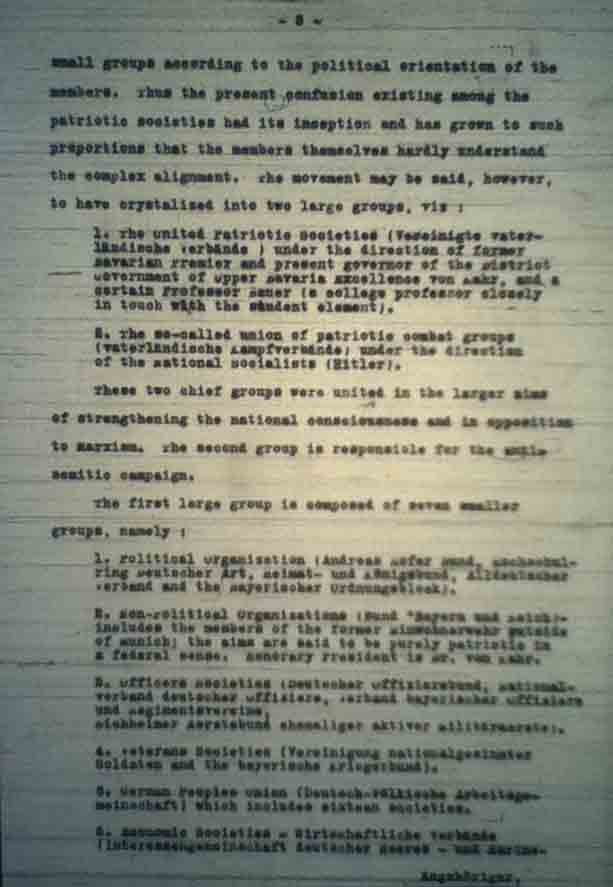 - 8 -
small groups according to the political orientation of the
members. Thus the present confusion existing among the
patriotic societies had its inception and has grown to such
proportions that the members themselves hardly understand
the complex alignment. The movement may be said, however,
to have crystalized into two large groups, viz :
1. The United Patriotic Societies (Vereinigte vater-
ländische Verbände ) under the direction of former
Bavarian Premier and present governor of the District
Government of Upper Bavaria Excellence von Kahr, and a
certain Professor Bauer (a college professor closely
in touch with the student element).
2. The so-called union of patriotic combat groups
(vaterländische Kampfverbände) under the direction
of the National Socialists (Hitler).
These two chief groups were united in the larger aims
of strengthening the national consciousness and in opposition
to Marxism. The second group is responsible for the anti-
semitic campaign.
The first large group is composed of seven smaller
groups, namely :
1. Political Organization (Andreas Hofer Bund, Hochschul-
ring Deutscher Art, Heimat- und Königsbund, Alldeutscher
Verband and the Bayerischer Ordnungsblock).
2. Non-Political Organizations (Bund "Bayern und Reich)-
includes the members of the former Einwohnerwehr outside
of Munich; the aims are said to be purely patriotic in
a federal sense. Honorary President is Dr. von Kahr.
3. Officers Societies (Deutscher Offiziersbund, National-
verband deutscher Offiziere, Verband bayerischer Offiziere
und Regimentsvereine,
Aerztebund ehemaliger aktiver Militärärzte).
4. Veterans Societies (Vereinigung nationalgesinnter
Soldaten and the bayerische Kriegerbund).
5. German Peoples Union (Deutsch-Völkische Arbeitsge-
meinschaft) which includes sixteen societies.
6. Economic Societies - Wirtschaftliche Verbände
(Interessengemeinschaft deutscher Heeres - und Marine-
Angehöriger,